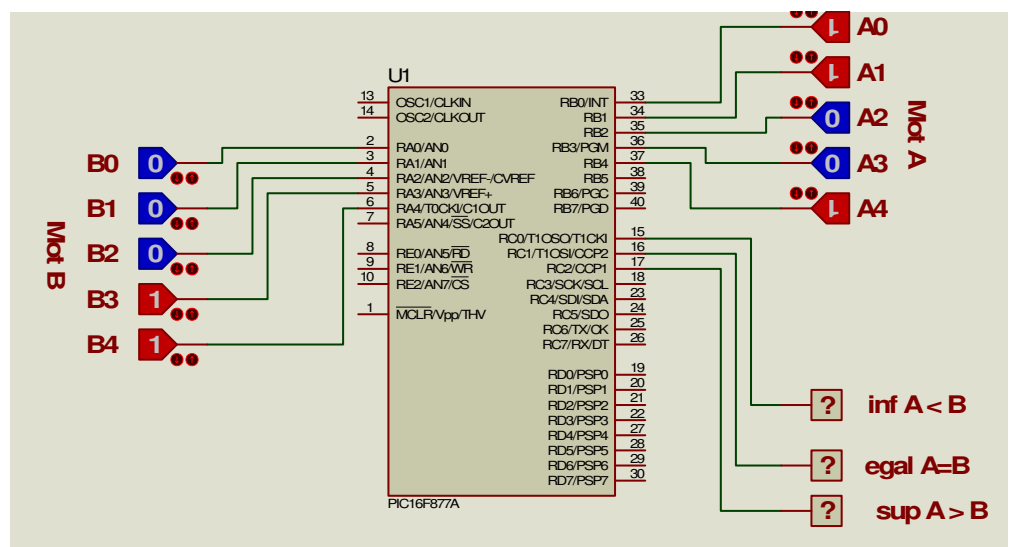 U1
13 OSC1/CLKIN
14 OSC2/CLKOUT
2 RA0/AN0
3 RA1/AN1
4 RA2/AN2/VREF-/CVREF
5 RA3/AN3/VREF+
6 RA4/T0CKI/C1OUT
7 RA5/AN4/SS/C2OUT
8 RE0/AN5/RD
9 RE1/AN6/WR
10 RE2/AN7/CS
1 MCLR/Vpp/THV
RB0/INT 33
RB1 34
RB2 35
RB3/PGM 36
RB4 37
RB5 38
RB6/PGC 39
RB7/PGD 40
RC0/T1OSO/T1CKI 15
RC1/T1OSI/CCP2 16
RC2/CCP1 17
RC3/SCK/SCL 18
RC4/SDI/SDA 23
RC5/SDO 24
RC6/TX/CK 25
RC7/RX/DT 26
RD0/PSP0 19
RD1/PSP1 20
RD2/PSP2 21
RD3/PSP3 22
RD4/PSP4 27
RD5/PSP5 28
RD6/PSP6 29
RD7/PSP7 30
PIC16F877A
Mot B
B0 0
B1 0
B2 0
B3 1
B4 1
1 A0
1 A1
0 A2
0 A3
1 A4
Mot A
? inf A < B
? egal A=B
? sup A > B